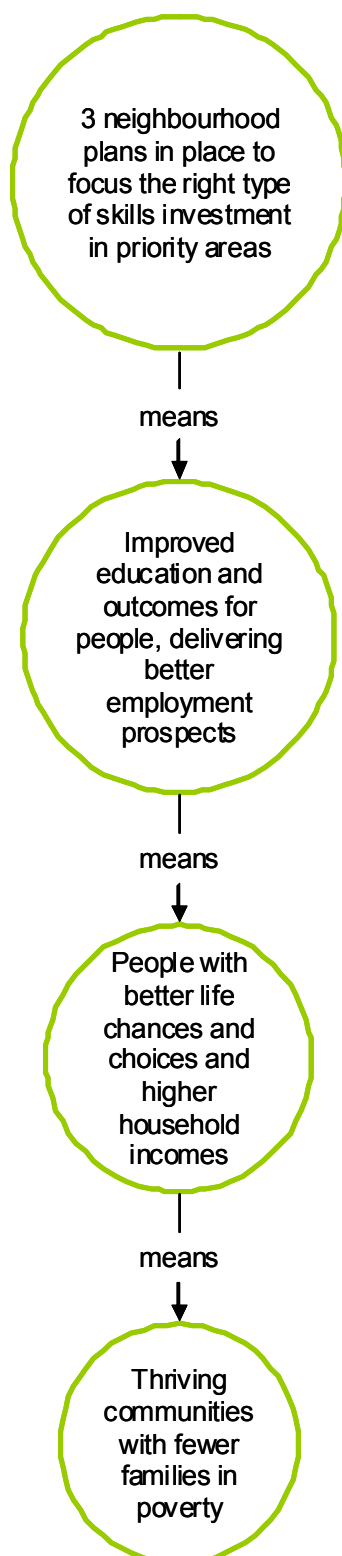 3 neighbourhood
plans in place to
focus the right type
of skills investment
in priority areas
means
Improved
education and
outcomes for
people, delivering
better
employment
prospects
means
People with
better life
chances and
choices and
higher
household
incomes
means
Thriving
communities
with fewer
families in
poverty